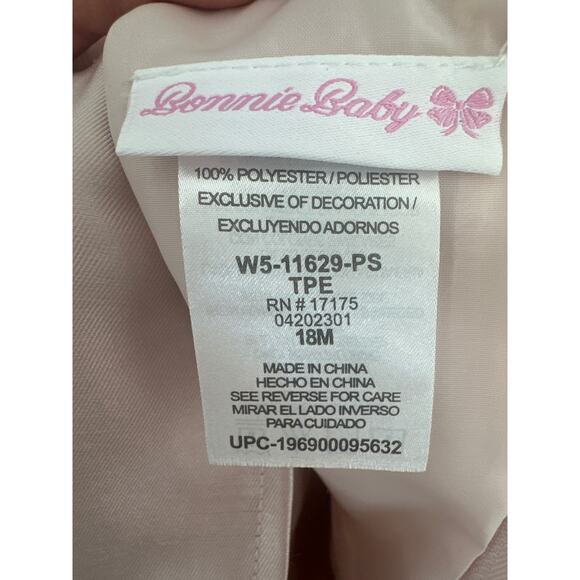 Bonnie Baby
100% POLYESTER / POLIESTER
EXCLUSIVE OF DECORATION /
EXCLUYENDO ADORNOS
W5-11629-PS
TPE
RN # 17175
04202301
18M
MADE IN CHINA
HECHO EN CHINA
SEE REVERSE FOR CARE
MIRAR EL LADO INVERSO
PARA CUIDADO
UPC-196900095632